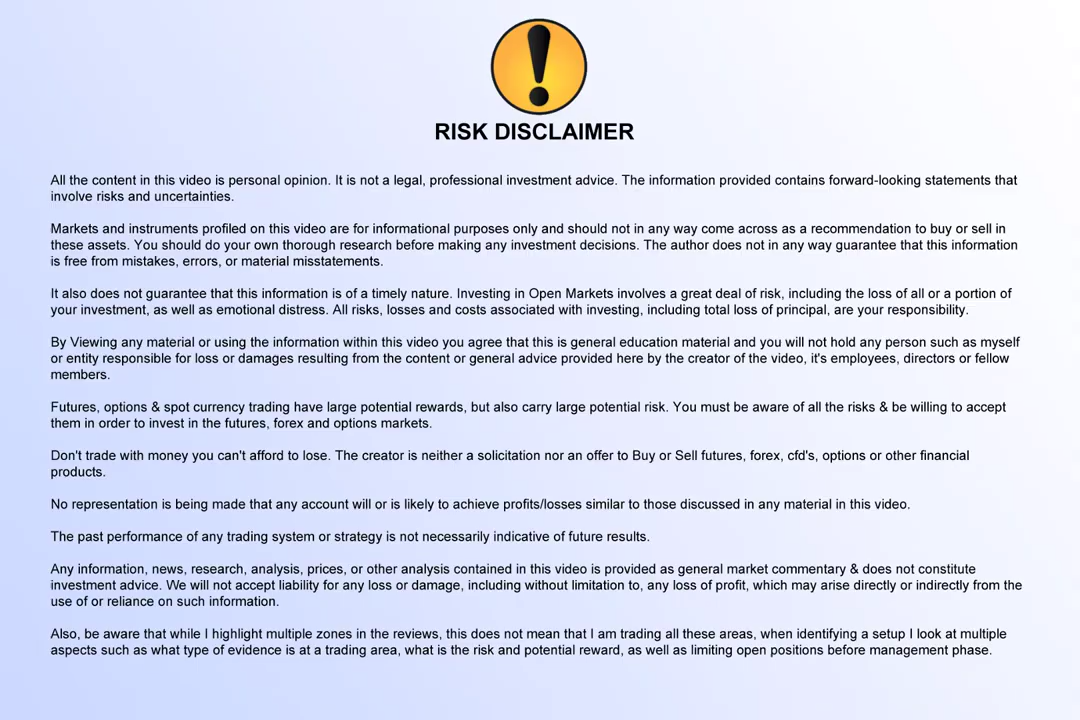 RISK DISCLAIMER
All the content in this video is personal opinion. It is not a legal, professional investment advice. The information provided contains forward-looking statements that
involve risks and uncertainties.
Markets and instruments profiled on this video are for informational purposes only and should not in any way come across as a recommendation to buy or sell in
these assets. You should do your own thorough research before making any investment decisions. The author does not in any way guarantee that this information
is free from mistakes, errors, or material misstatements.
It also does not guarantee that this information is of a timely nature. Investing in Open Markets involves a great deal of risk, including the loss of all or a portion of
your investment, as well as emotional distress. All risks, losses and costs associated with investing, including total loss of principal, are your responsibility.
By Viewing any material or using the information within this video you agree that this is general education material and you will not hold any person such as myself
or entity responsible for loss or damages resulting from the content or general advice provided here by the creator of the video, it's employees, directors or fellow
members.
Futures, options & spot currency trading have large potential rewards, but also carry large potential risk. You must be aware of all the risks & be willing to accept
them in order to invest in the futures, forex and options markets.
Don't trade with money you can't afford to lose. The creator is neither a solicitation nor an offer to Buy or Sell futures, forex, cfd's, options or other financial
products.
No representation is being made that any account will or is likely to achieve profits/losses similar to those discussed in any material in this video.
The past performance of any trading system or strategy is not necessarily indicative of future results.
Any information, news, research, analysis, prices, or other analysis contained in this video is provided as general market commentary & does not constitute
investment advice. We will not accept liability for any loss or damage, including without limitation to, any loss of profit, which may arise directly or indirectly from the
use of or reliance on such information.
Also, be aware that while I highlight multiple zones in the reviews, this does not mean that I am trading all these areas, when identifying a setup I look at multiple
aspects such as what type of evidence is at a trading area, what is the risk and potential reward, as well as limiting open positions before management phase.